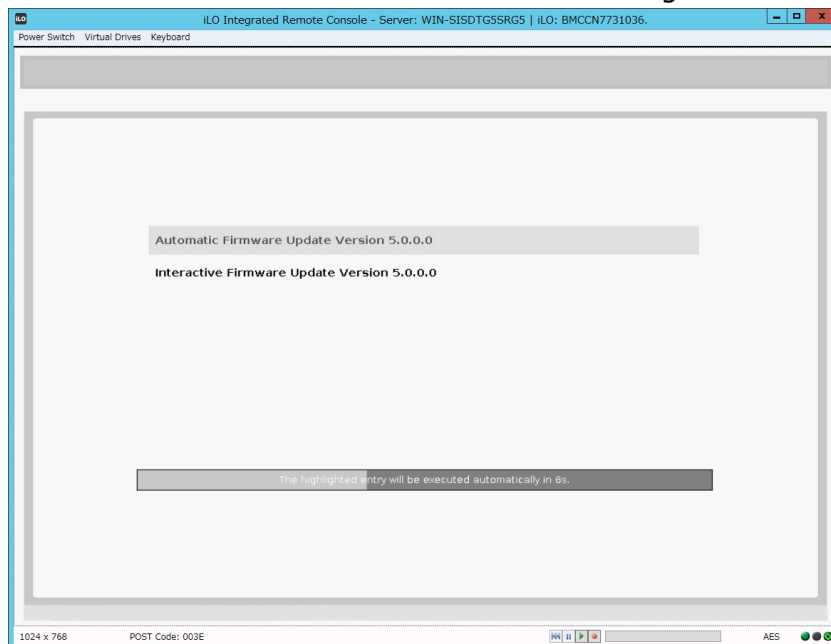 iLO
iLO Integrated Remote Console - Server: WIN-SISDTG5SRG5 | iLO: BMCCN7731036.
Power Switch Virtual Drives Keyboard
Automatic Firmware Update Version 5.0.0.0
Interactive Firmware Update Version 5.0.0.0
The highlighted entry will be executed automatically in 6s.
1024 x 768 POST Code: 003E AES